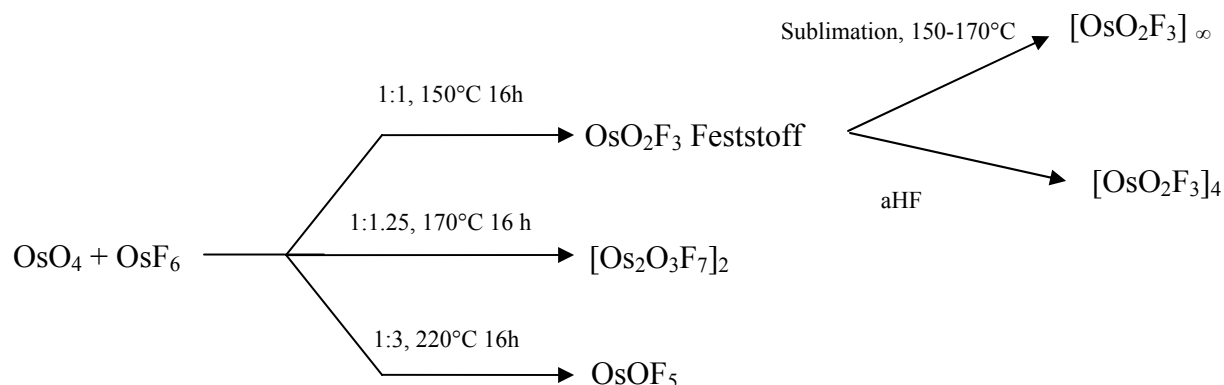 Sublimation, 150-170°C
[OsO₂F₃] ∞
1:1, 150°C 16h
OsO₂F₃ Feststoff
[OsO₂F₃]₄
aHF
1:1.25, 170°C 16 h
OsO₄ + OsF₆
[Os₂O₃F₇]₂
1:3, 220°C 16h
OsOF₅